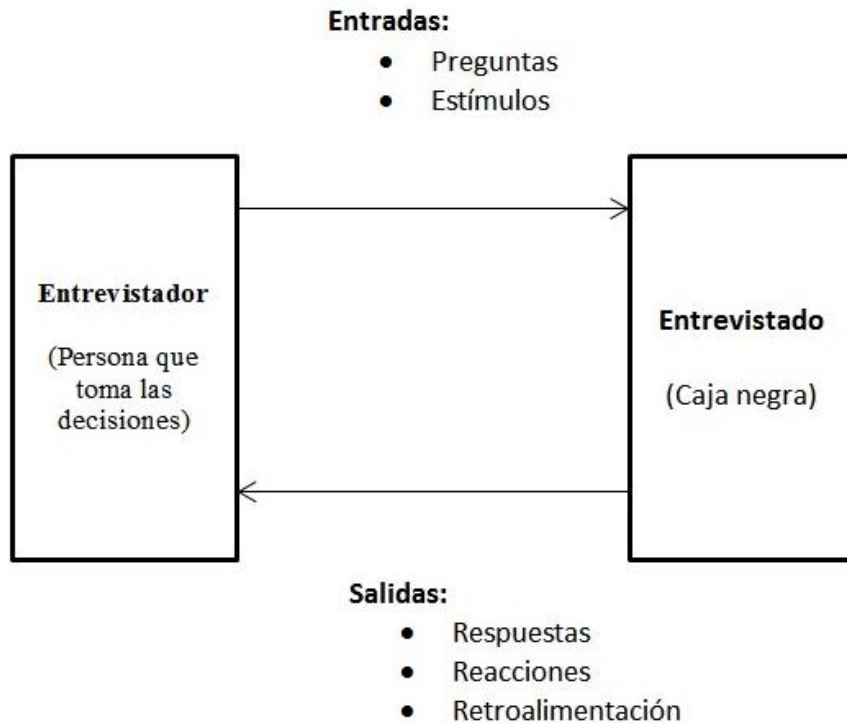 Entradas:
• Preguntas
• Estímulos
Entrevistador
(Persona que
toma las
decisiones)
Entrevistado
(Caja negra)
Salidas:
• Respuestas
• Reacciones
• Retroalimentación